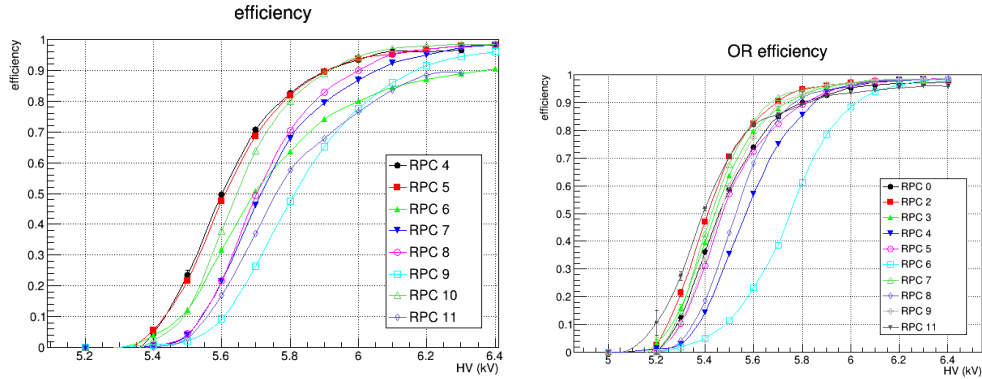 efficiency
efficiency
1
0.9
0.8
0.7
0.6
0.5
0.4
0.3
0.2
0.1
0
5.2
5.4
5.6
5.8
6
6.2
6.4
HV (kV)
RPC 4
RPC 5
RPC 6
RPC 7
RPC 8
RPC 9
RPC 10
RPC 11
OR efficiency
efficiency
1
0.9
0.8
0.7
0.6
0.5
0.4
0.3
0.2
0.1
0
5
5.2
5.4
5.6
5.8
6
6.2
6.4
HV (kV)
RPC 0
RPC 2
RPC 3
RPC 4
RPC 5
RPC 6
RPC 7
RPC 8
RPC 9
RPC 11